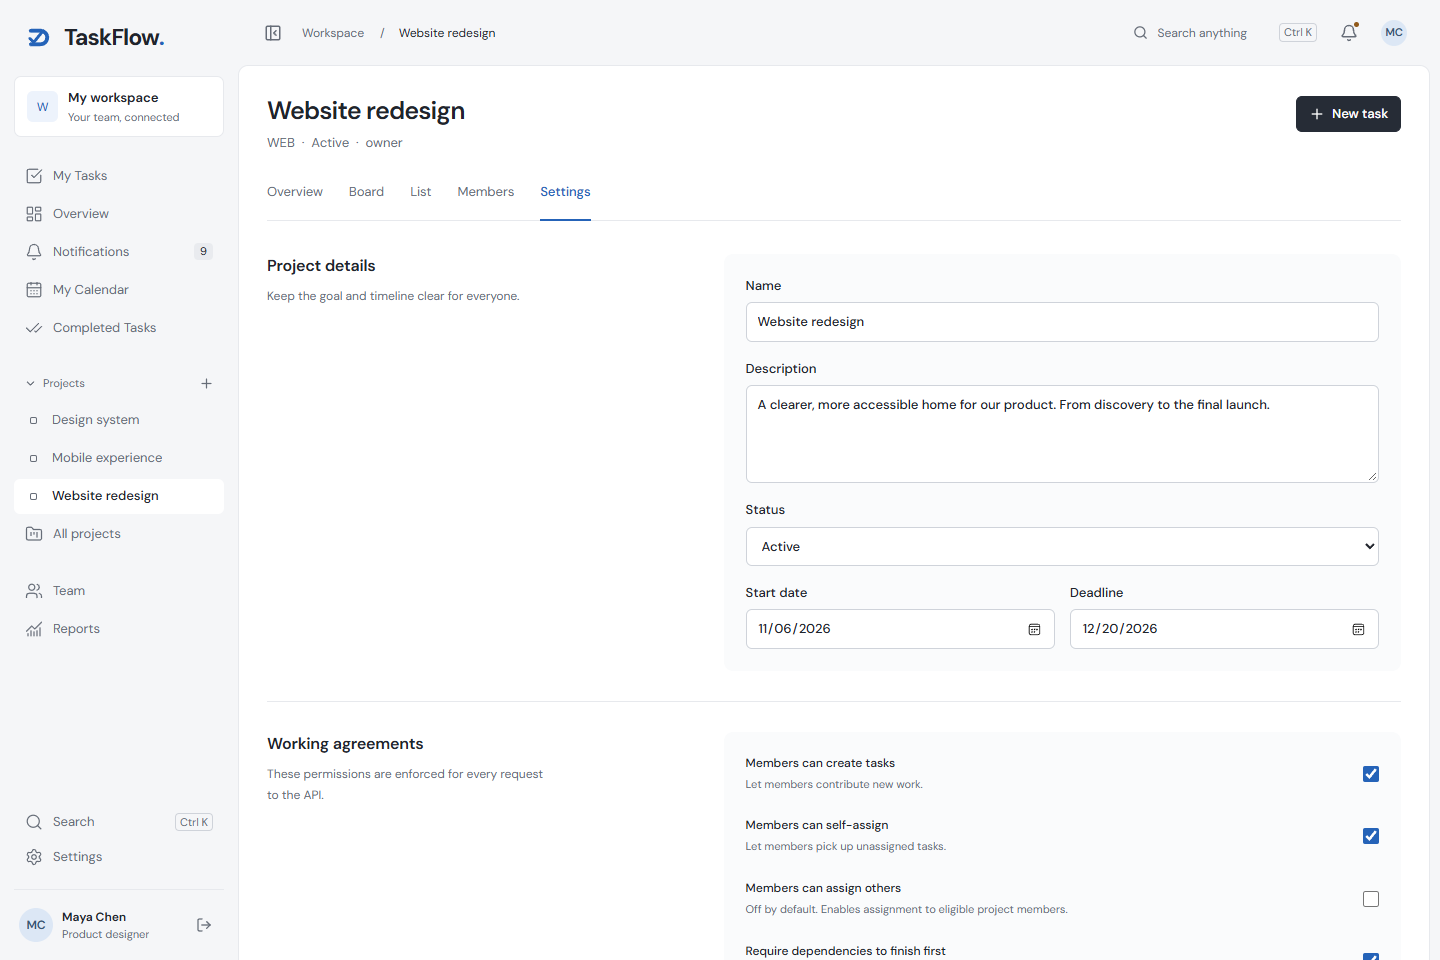 TaskFlow.
W
My workspace
Your team, connected
My Tasks
Overview
Notifications
9
My Calendar
Completed Tasks
Projects
Design system
Mobile experience
Website redesign
All projects
Team
Reports
Search
Ctrl K
Settings
MC
Maya Chen
Product designer
Workspace / Website redesign
Search anything
Ctrl K
MC
Website redesign
WEB · Active · owner
New task
Overview
Board
List
Members
Settings
Project details
Keep the goal and timeline clear for everyone.
Name
Website redesign
Description
A clearer, more accessible home for our product. From discovery to the final launch.
Status
Active
Start date
Deadline
11/06/2026
12/20/2026
Working agreements
These permissions are enforced for every request
to the API.
Members can create tasks
Let members contribute new work.
Members can self-assign
Let members pick up unassigned tasks.
Members can assign others
Off by default. Enables assignment to eligible project members.
Require dependencies to finish first